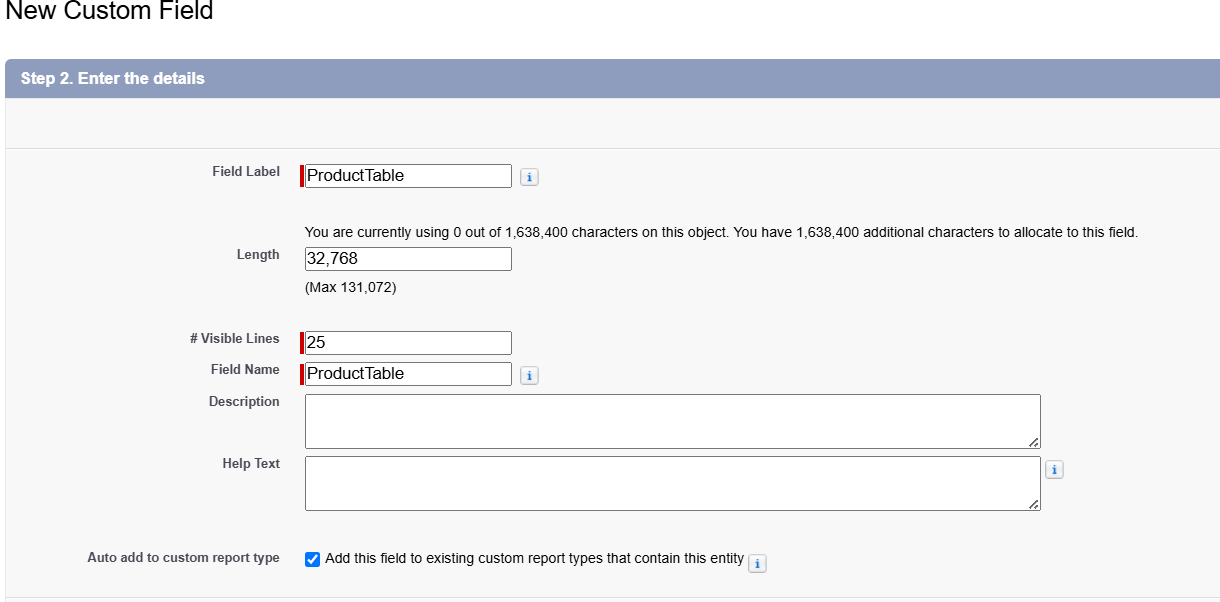 New Custom Field
Step 2. Enter the details
Field Label
ProductTable
i
You are currently using 0 out of 1,638,400 characters on this object. You have 1,638,400 additional characters to allocate to this field.
Length
32,768
(Max 131,072)
# Visible Lines
25
Field Name
ProductTable
i
Description
Help Text
i
Auto add to custom report type
Add this field to existing custom report types that contain this entity
i